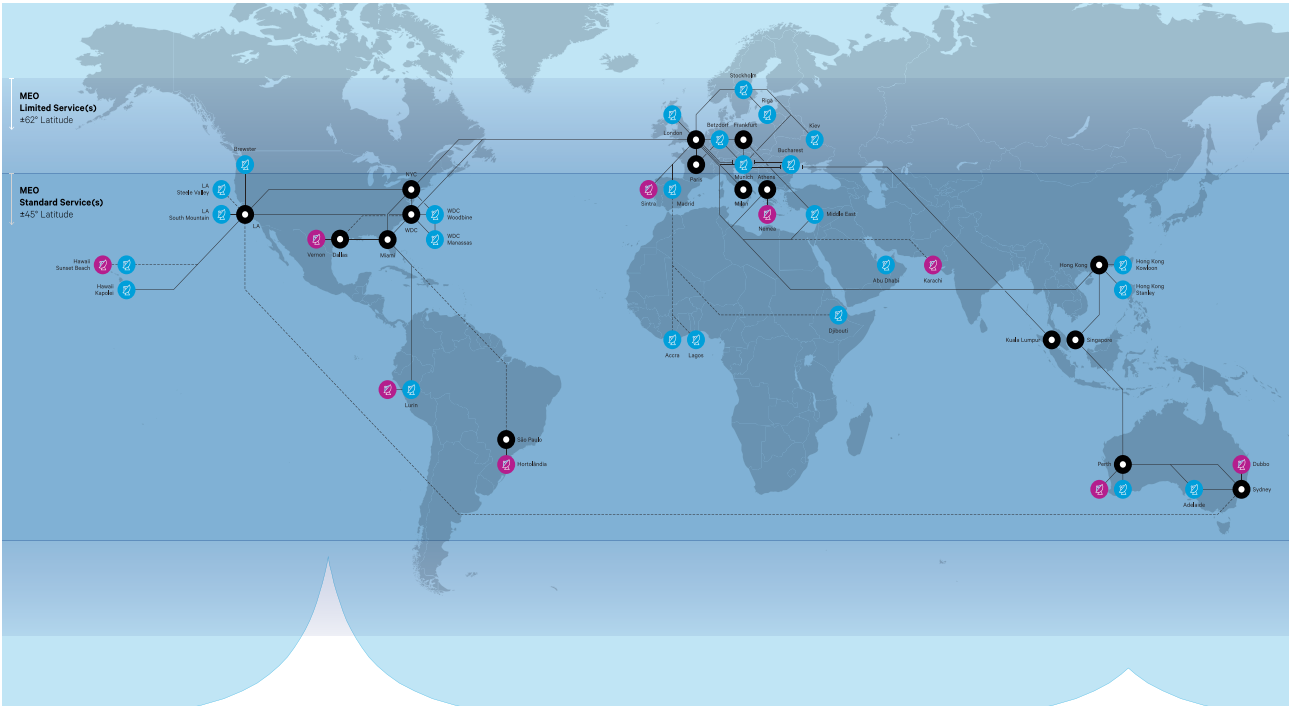 MEO
Limited Service(s)
±62° Latitude
MEO
Standard Service(s)
±45° Latitude
Brewster
LA
Steele Valley
LA
South Mountain
LA
Hawaii
Sunset Beach
Hawaii
Kapolei
NYC
WDC
WDC
Woodbine
WDC
Manassas
Vernon
Dallas
Miami
Lurin
São Paulo
Hortolândia
Stockholm
Riga
London
Betzdorf
Frankfurt
Kiev
Bucharest
Paris
Munich
Athens
Sintra
Madrid
Milan
Nemea
Middle East
Abu Dhabi
Karachi
Djibouti
Accra
Lagos
Hong Kong
Hong Kong
Kowloon
Hong Kong
Stanley
Kuala Lumpur
Singapore
Perth
Dubbo
Sydney
Adelaide